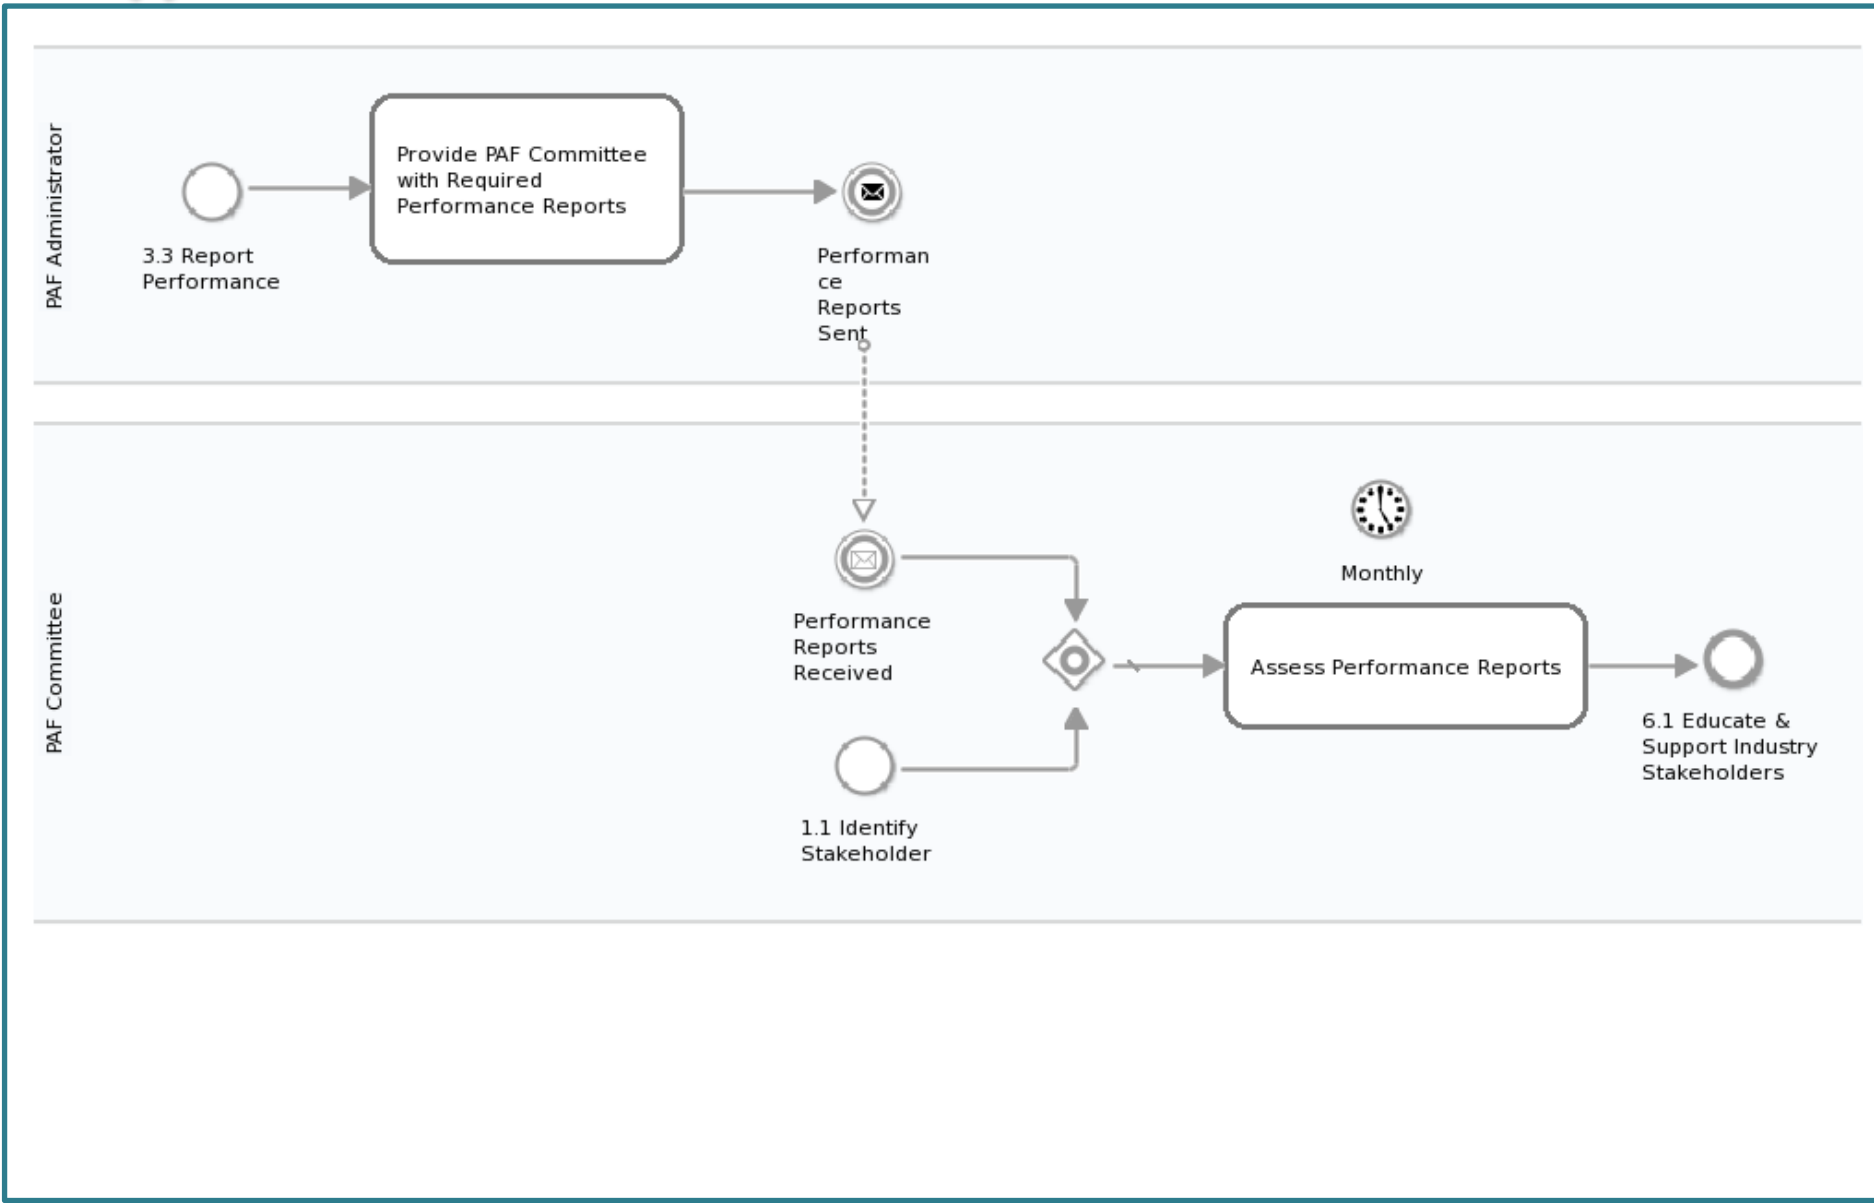 PAF Administrator
Provide PAF Committee
with Required
Performance Reports
3.3 Report
Performance
Performan
ce
Reports
Sent
PAF Committee
Monthly
Performance
Reports
Received
Assess Performance Reports
6.1 Educate &
Support Industry
Stakeholders
1.1 Identify
Stakeholder